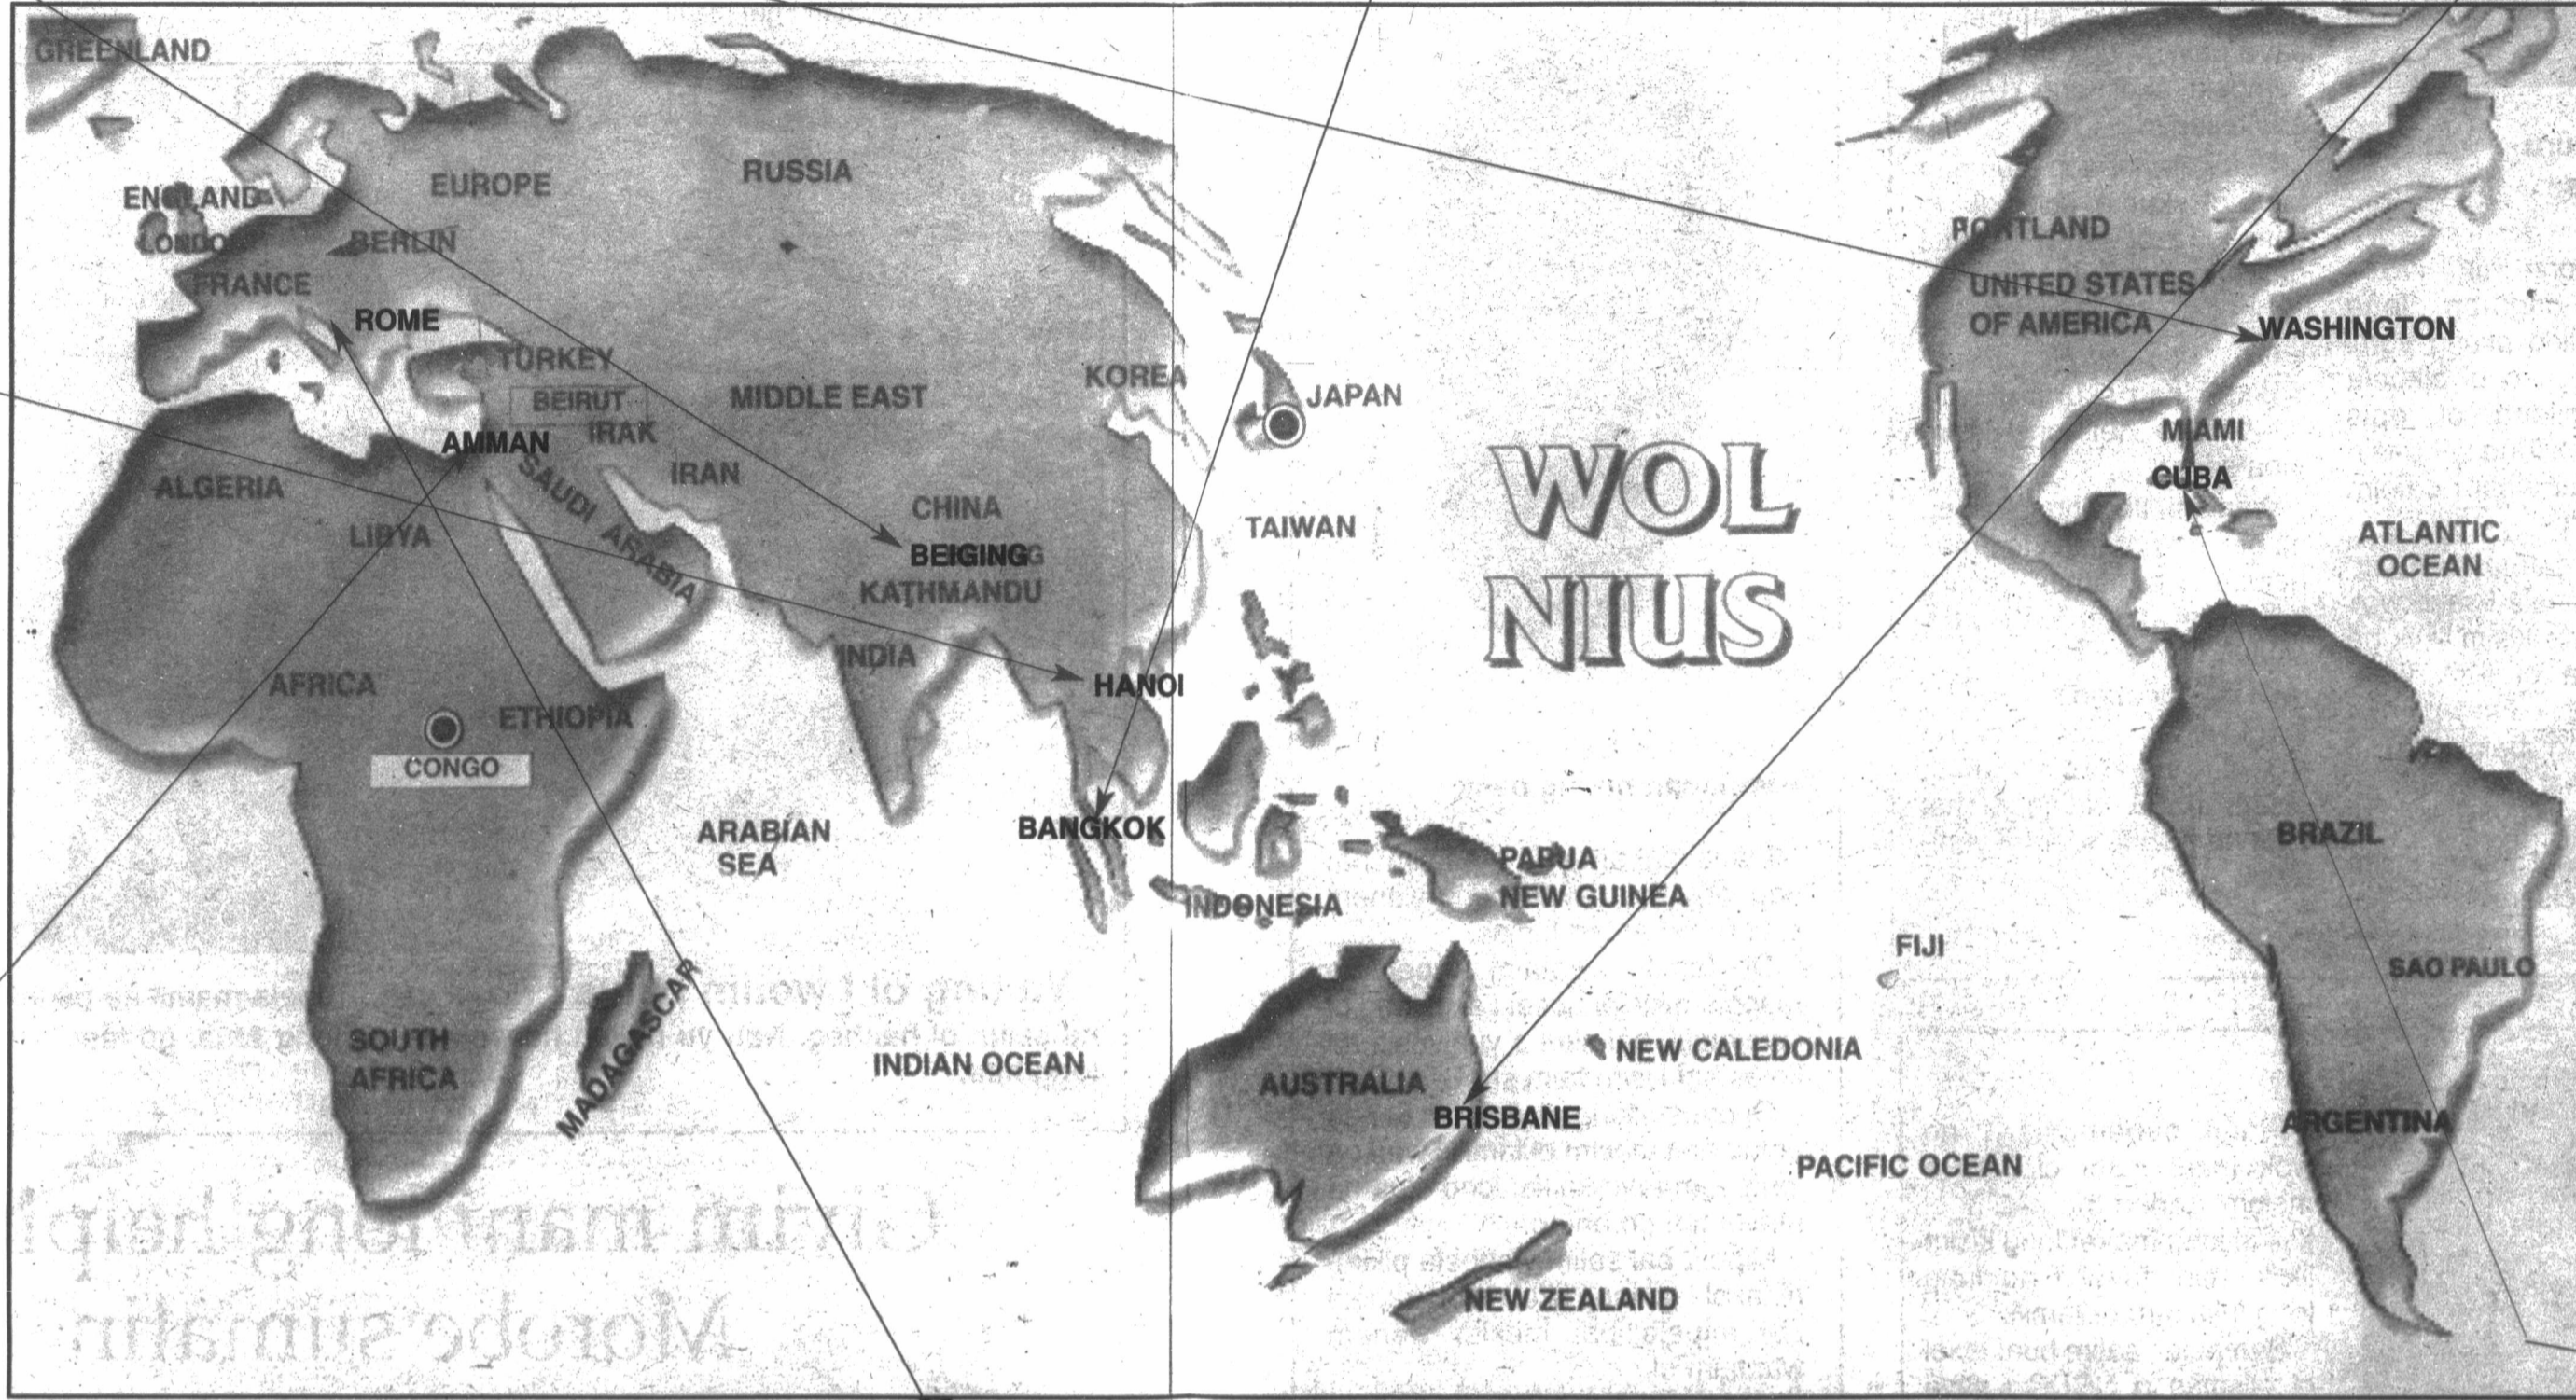 GREENLAND
EUROPE
RUSSIA
ENGLAND
LONDON
BERLIN
FRANCE
ROME
TURKEY
BEIRUT
MIDDLE EAST
KOREA
JAPAN
AMMAN
IRAK
IRAN
SAUDI ARABIA
ALGERIA
LIBYA
CHINA
BEIGING
KATHMANDU
TAIWAN
INDIA
HANOI
AFRICA
ETHIOPIA
CONGO
ARABIAN
SEA
BANGKOK
INDONESIA
PAPUA
NEW GUINEA
WOL
NIUS
PORTLAND
UNITED STATES
OF AMERICA
WASHINGTON
MIAMI
CUBA
ATLANTIC
OCEAN
BRAZIL
SAO PAULO
ARGENTINA
FIJI
NEW CALEDONIA
PACIFIC OCEAN
AUSTRALIA
BRISBANE
NEW ZEALAND
INDIAN OCEAN
MADAGASCAR
SOUTH
AFRICA
Morobe sumatin